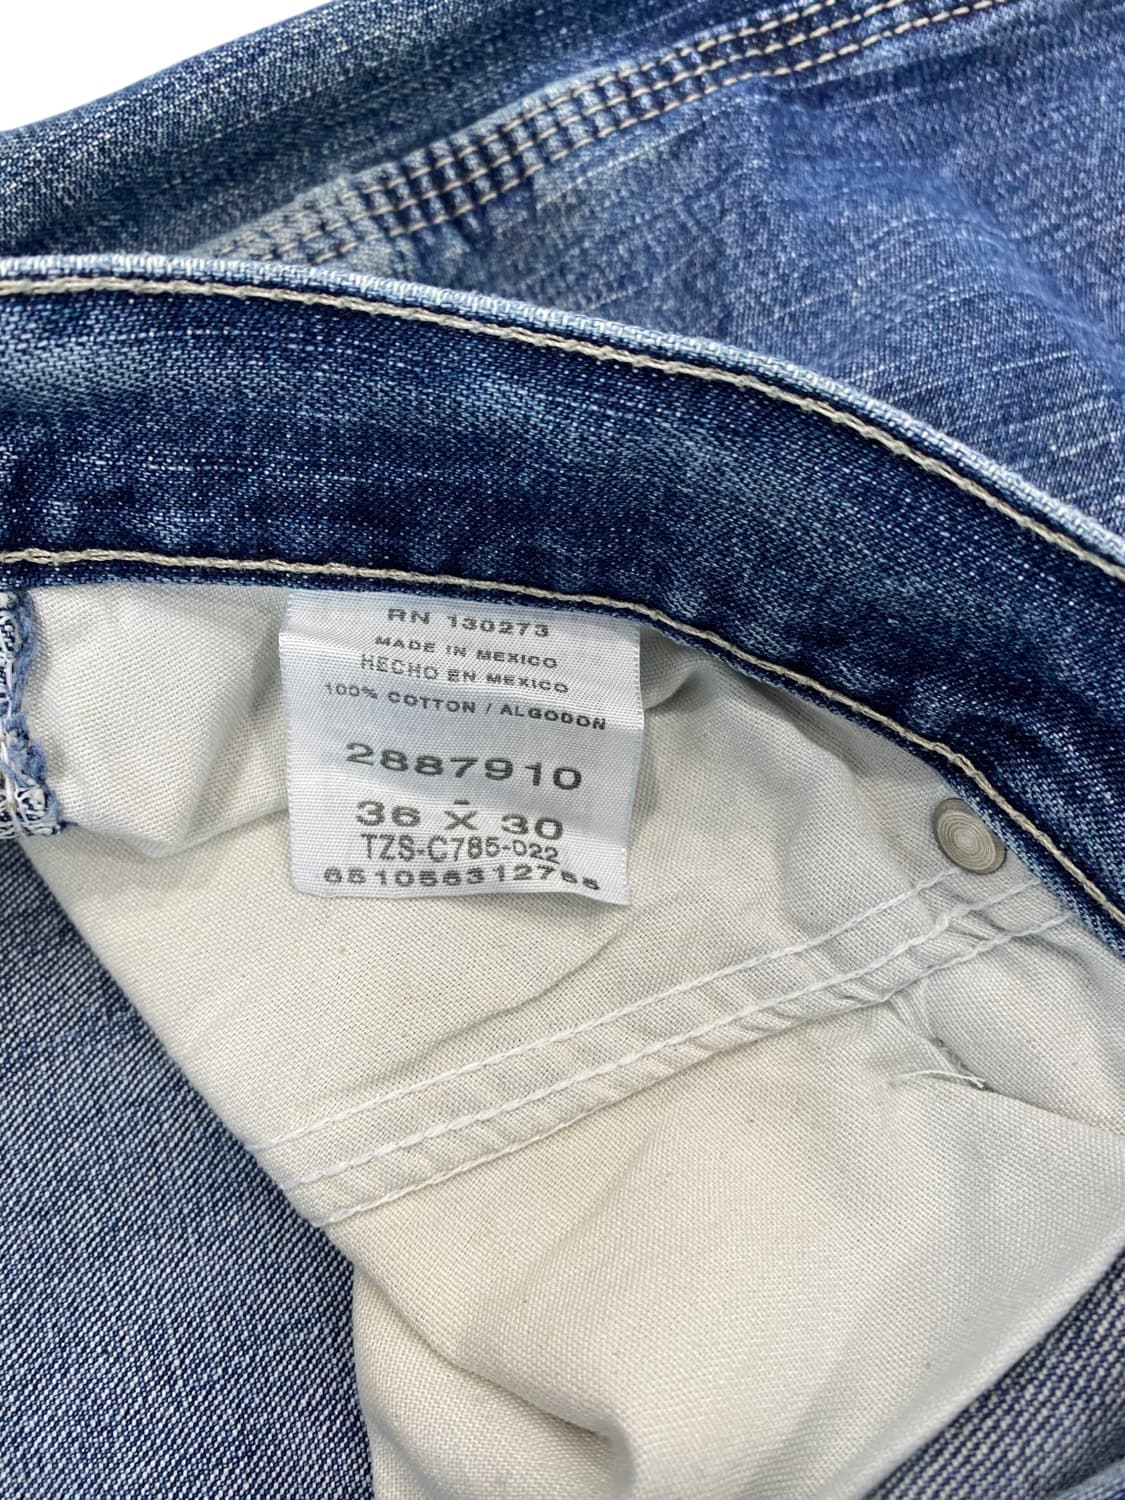 RN 130273
MADE IN MEXICO
HECHO EN MEXICO
100% COTTON / ALGODON
2887910
36 X 30
TZS-C785-022